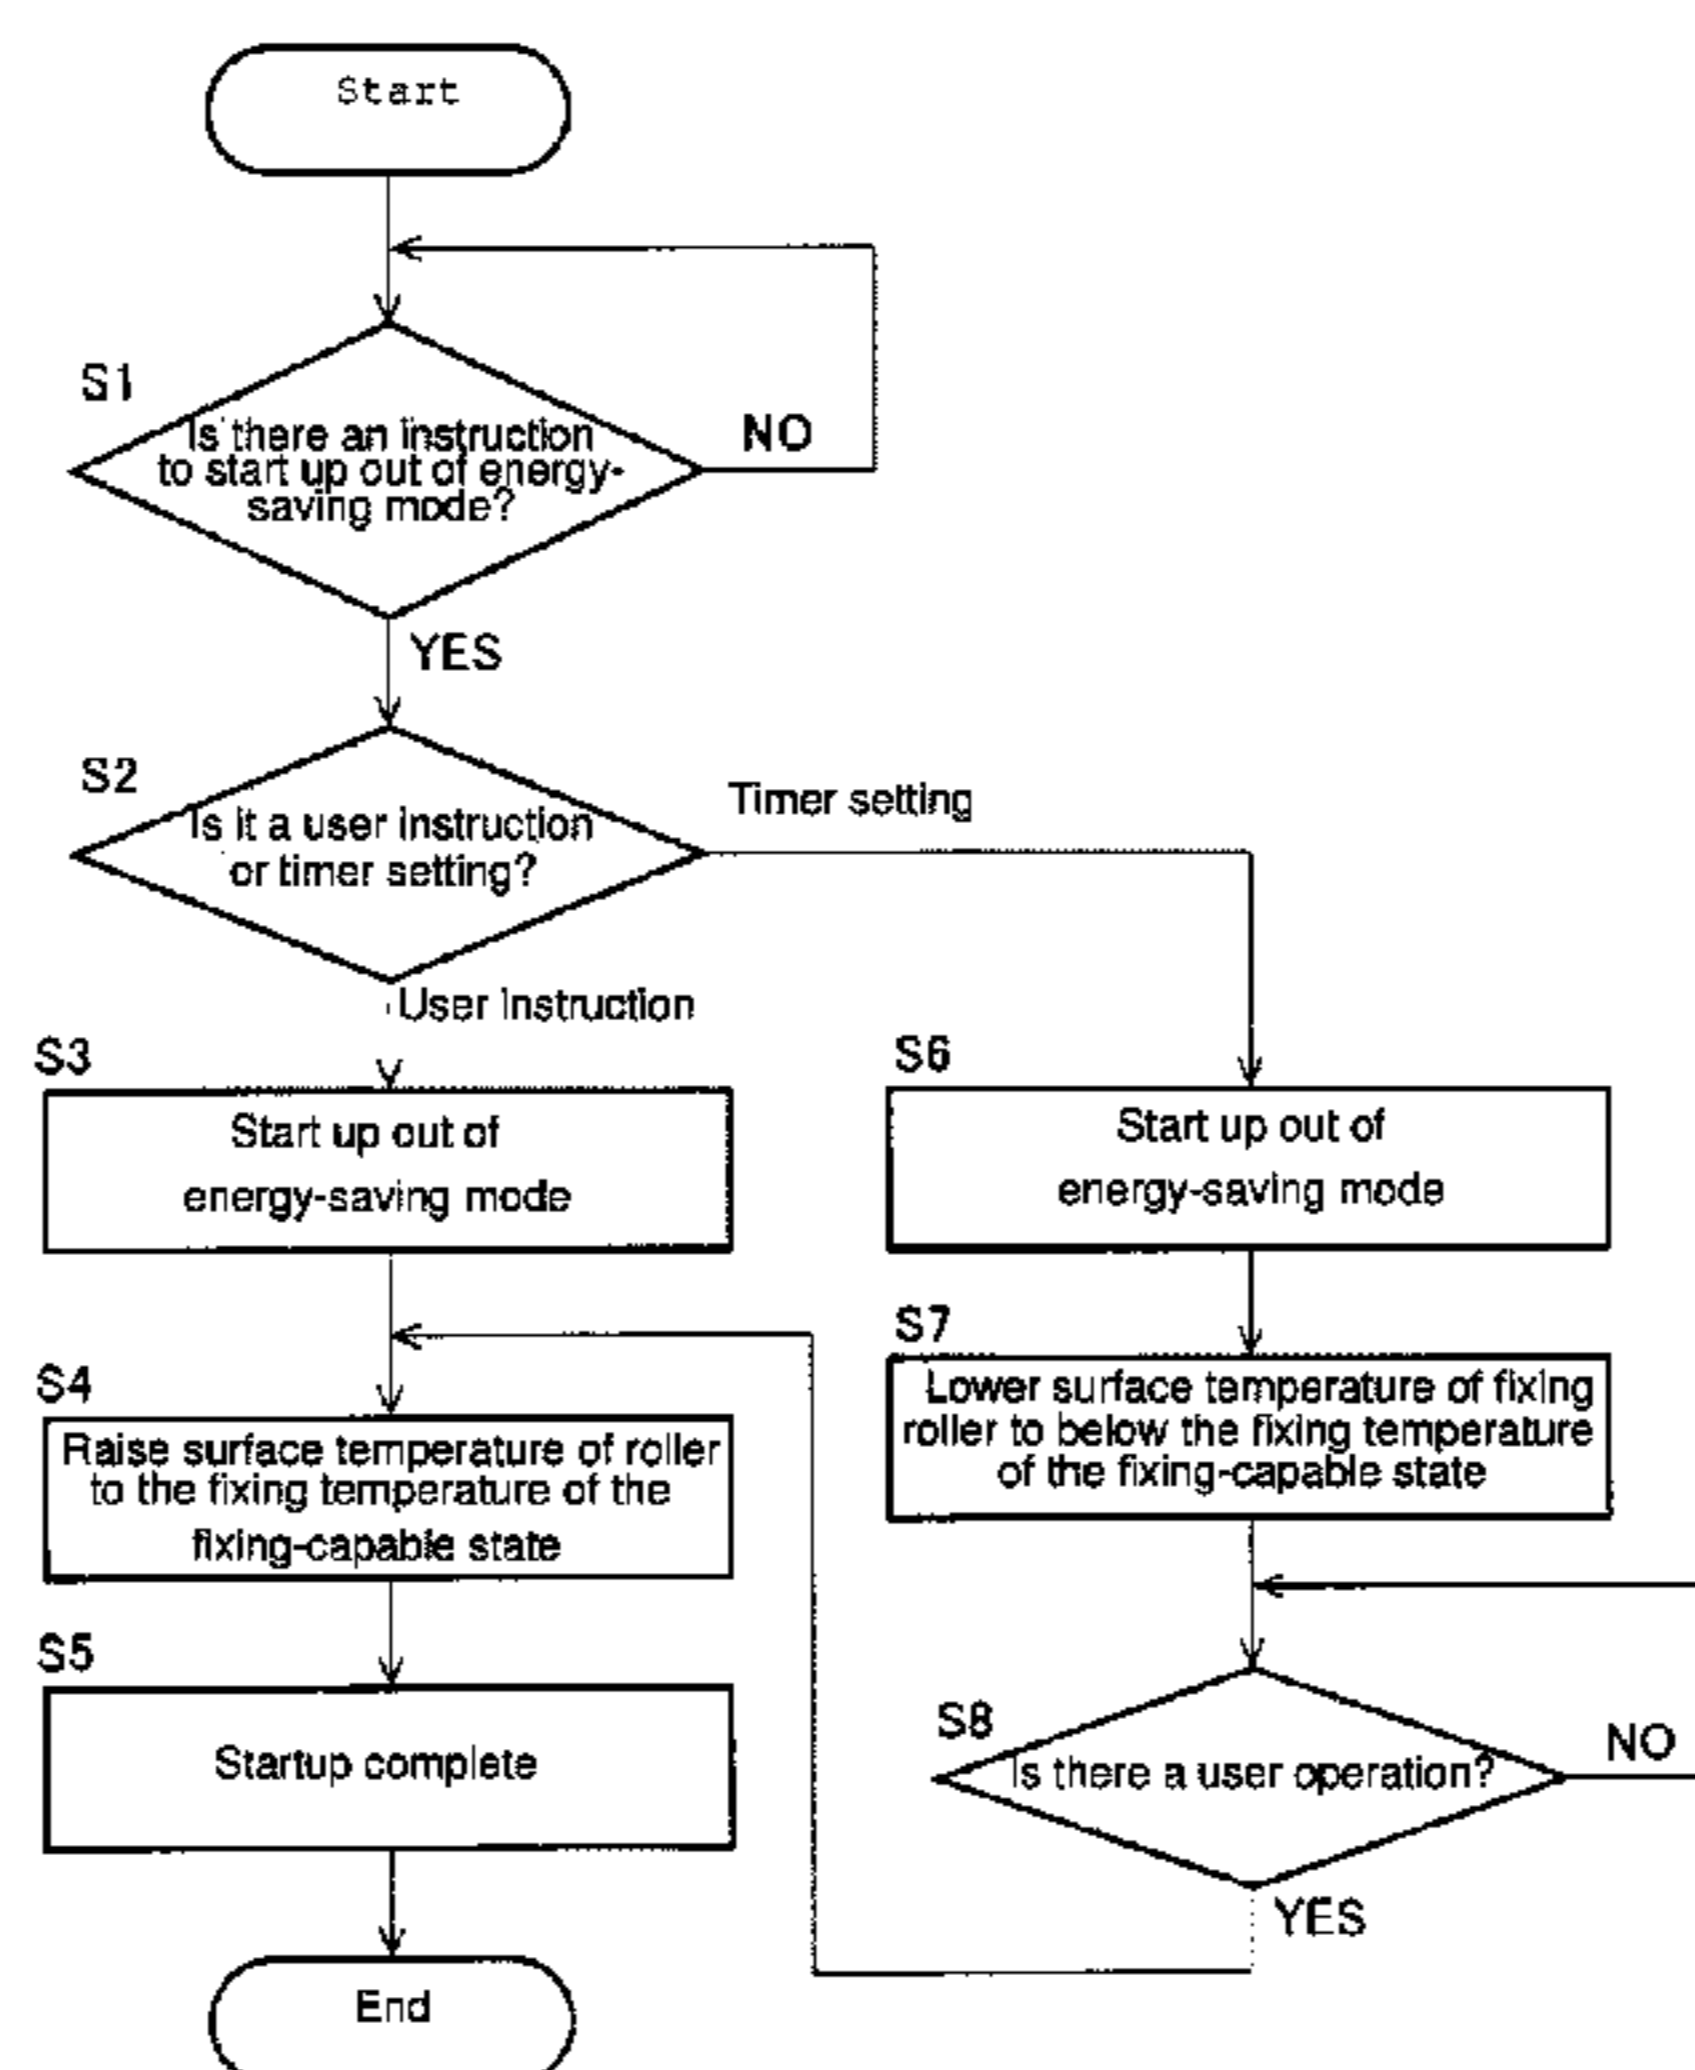 Start
S1
Is there an instruction
to start up out of energy-
saving mode?
NO
YES
S2
Is it a user instruction
or timer setting?
Timer setting
User instruction
S3
Start up out of
energy-saving mode
S6
Start up out of
energy-saving mode
S4
Raise surface temperature of roller
to the fixing temperature of the
fixing-capable state
S7
Lower surface temperature of fixing
roller to below the fixing temperature
of the fixing-capable state
S5
Startup complete
S8
Is there a user operation?
NO
YES
End